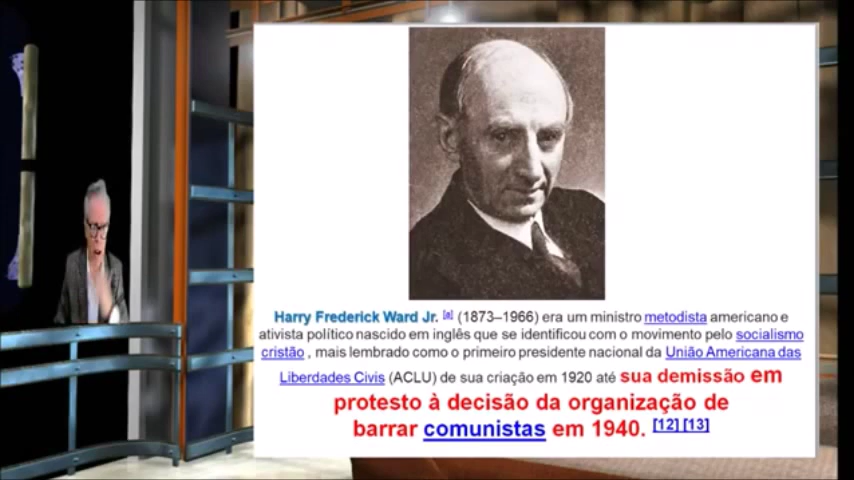 Harry Frederick Ward Jr. [a] (1873–1966) era um ministro metodista americano e
ativista político nascido em inglês que se identificou com o movimento pelo socialismo
cristão , mais lembrado como o primeiro presidente nacional da União Americana das
Liberdades Civis (ACLU) de sua criação em 1920 até sua demissão em
protesto à decisão da organização de
barrar comunistas em 1940. [12] [13]